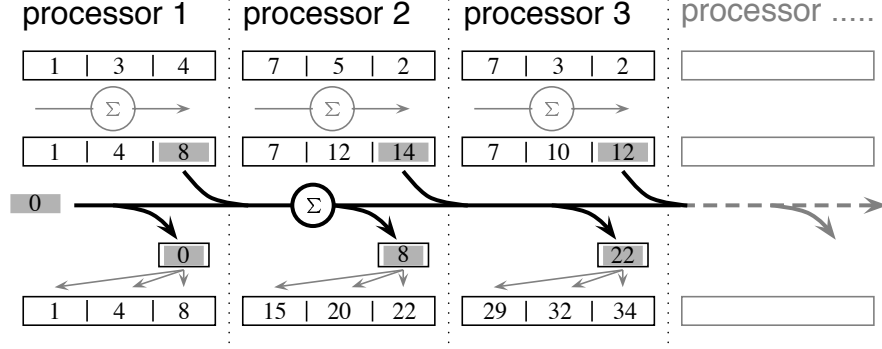 processor 1 processor 2 processor 3 processor .....
1 | 3 | 4 7 | 5 | 2 7 | 3 | 2
Σ Σ Σ
1 | 4 | 8 7 | 12 | 14 7 | 10 | 12
0 Σ
0 8 22
1 | 4 | 8 15 | 20 | 22 29 | 32 | 34